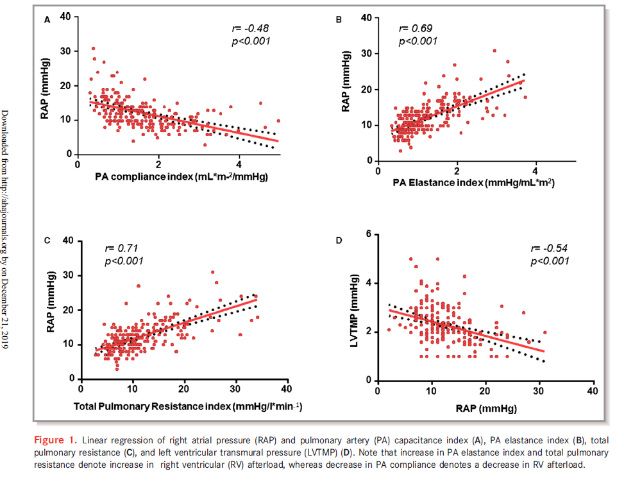 Downloaded from http://ahajournals.org by on December 21, 2019
A
r= -0.48
p<0.001
RAP (mmHg)
40
30
20
10
0
0 2 4
PA compliance index (mL*m-2/mmHg)
B
r= 0.69
p<0.001
RAP (mmHg)
40
30
20
10
0
0 2 4
PA Elastance index (mmHg/mL*m2)
C
r= 0.71
p<0.001
RAP (mmHg)
40
30
20
10
0
0 10 20 30 40
Total Pulmonary Resistance index (mmHg/l*min-1)
D
r= -0.54
p<0.001
LVTMP (mmHg)
6
4
2
0
0 10 20 30 40
RAP (mmHg)
Figure 1. Linear regression of right atrial pressure (RAP) and pulmonary artery (PA) capacitance index (A), PA elastance index (B), total
pulmonary resistance (C), and left ventricular transmural pressure (LVTMP) (D). Note that increase in PA elastance index and total pulmonary
resistance denote increase in right ventricular (RV) afterload, whereas decrease in PA compliance denotes a decrease in RV afterload.